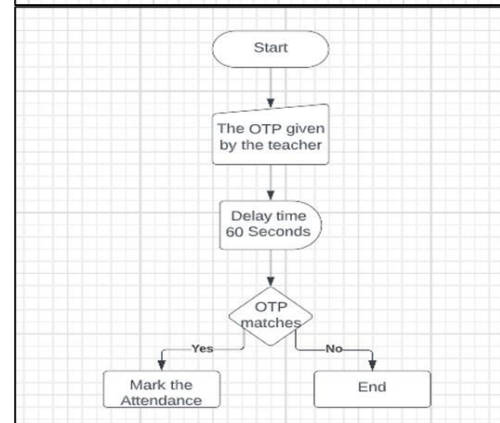 Start
The OTP given
by the teacher
Delay time
60 Seconds
OTP
matches
Yes
No
Mark the
Attendance
End